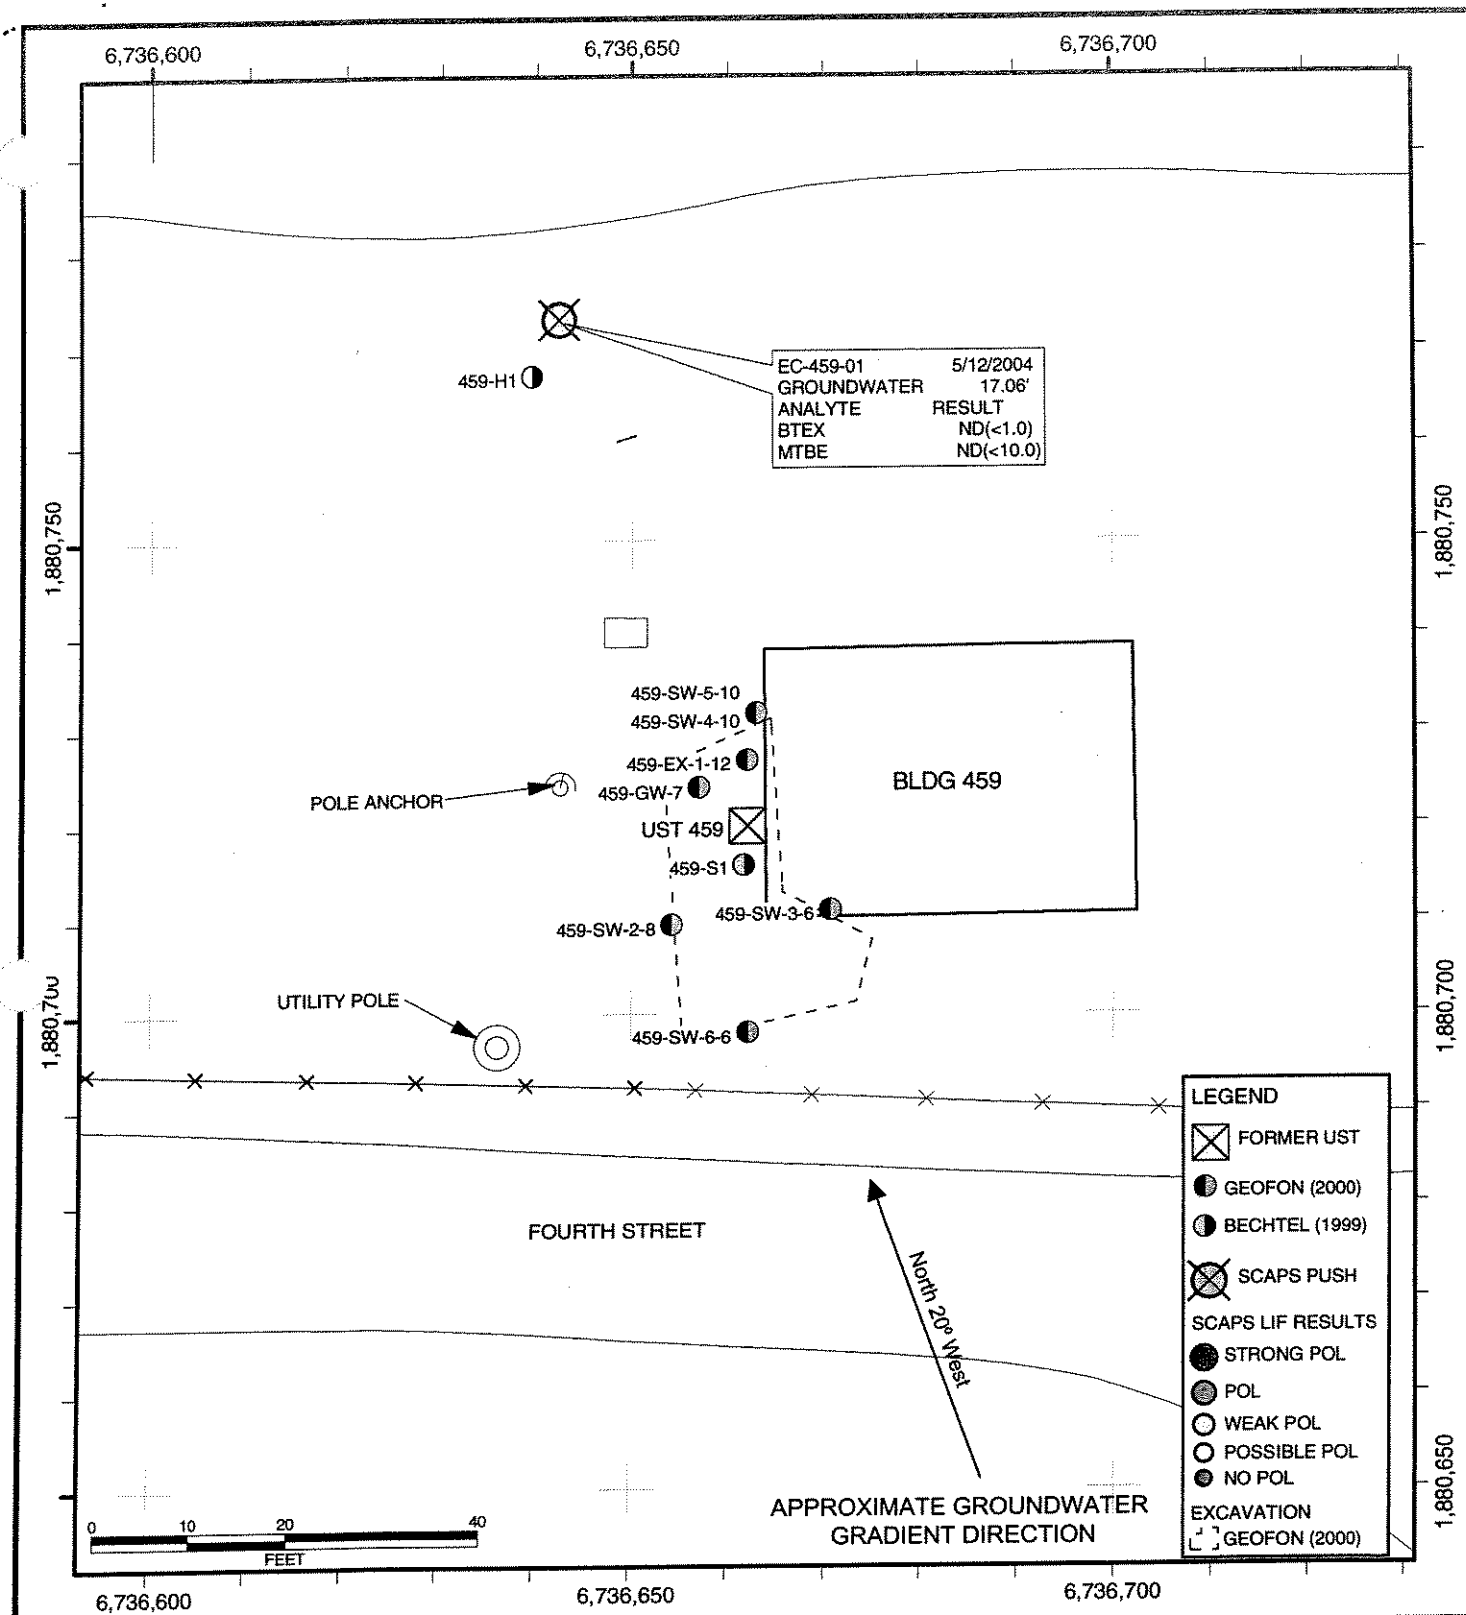 6,736,600 6,736,650 6,736,700
EC-459-01 5/12/2004
GROUNDWATER 17.06'
ANALYTE RESULT
BTEX ND(<1.0)
MTBE ND(<10.0)
459-H1
1,880,750 1,880,750
459-SW-5-10
459-SW-4-10
459-EX-1-12
459-GW-7
BLDG 459
POLE ANCHOR
UST 459
459-S1
459-SW-3-6
459-SW-2-8
UTILITY POLE
459-SW-6-6
1,880,700 1,880,700
FOURTH STREET
North 20º West
APPROXIMATE GROUNDWATER
GRADIENT DIRECTION
LEGEND
FORMER UST
GEOFON (2000)
BECHTEL (1999)
SCAPS PUSH
SCAPS LIF RESULTS
STRONG POL
POL
WEAK POL
POSSIBLE POL
NO POL
EXCAVATION
GEOFON (2000)
1,880,650
0 10 20 40
FEET
6,736,600 6,736,650 6,736,700